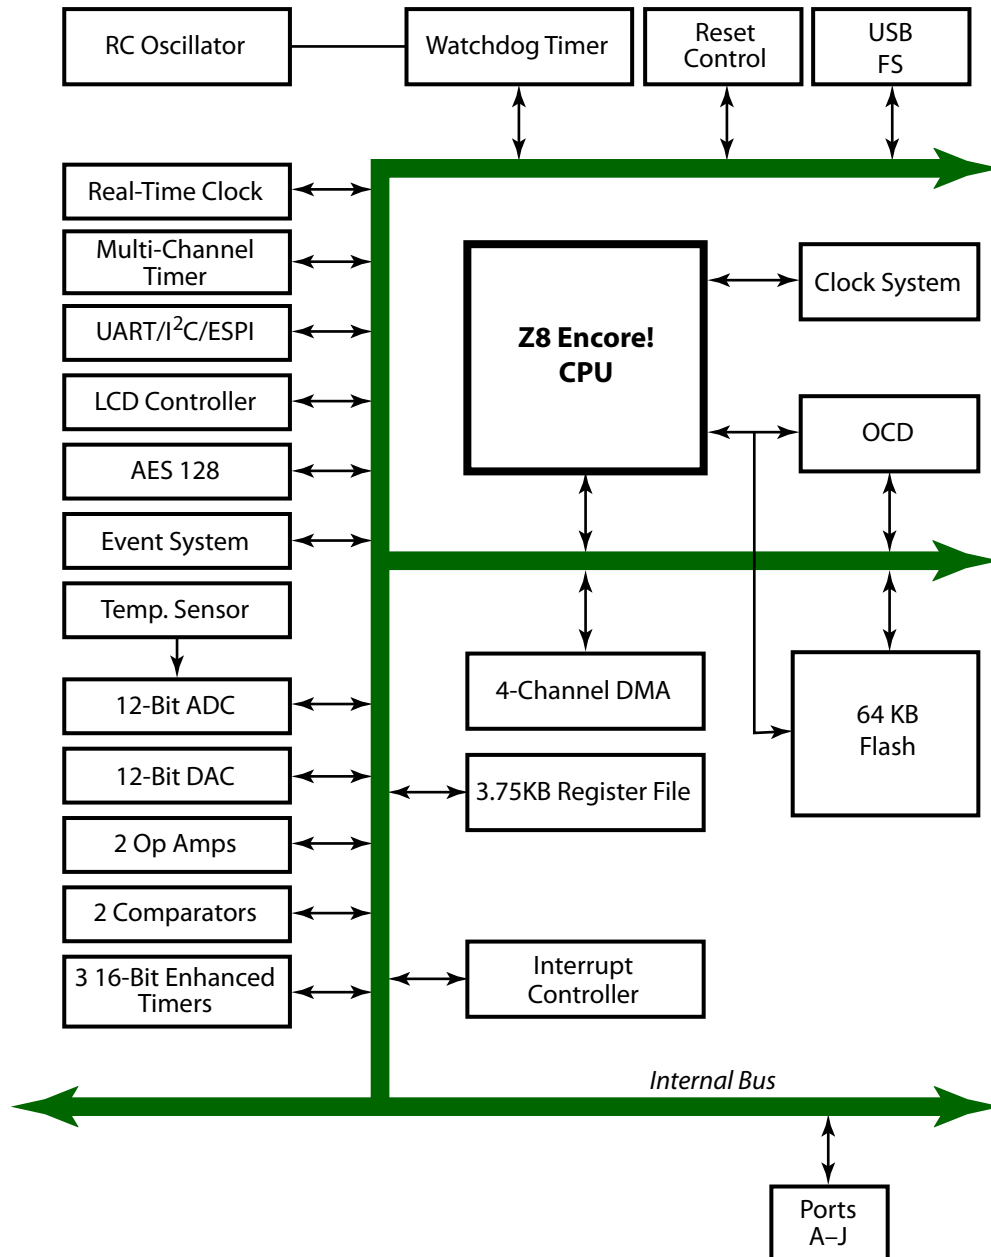 RC Oscillator
Watchdog Timer
Reset
Control
USB
FS
Real-Time Clock
Multi-Channel
Timer
UART/I²C/ESPI
LCD Controller
AES 128
Event System
Temp. Sensor
12-Bit ADC
12-Bit DAC
2 Op Amps
2 Comparators
3 16-Bit Enhanced
Timers
Z8 Encore!
CPU
Clock System
OCD
4-Channel DMA
64 KB
Flash
3.75KB Register File
Interrupt
Controller
Internal Bus
Ports
A–J